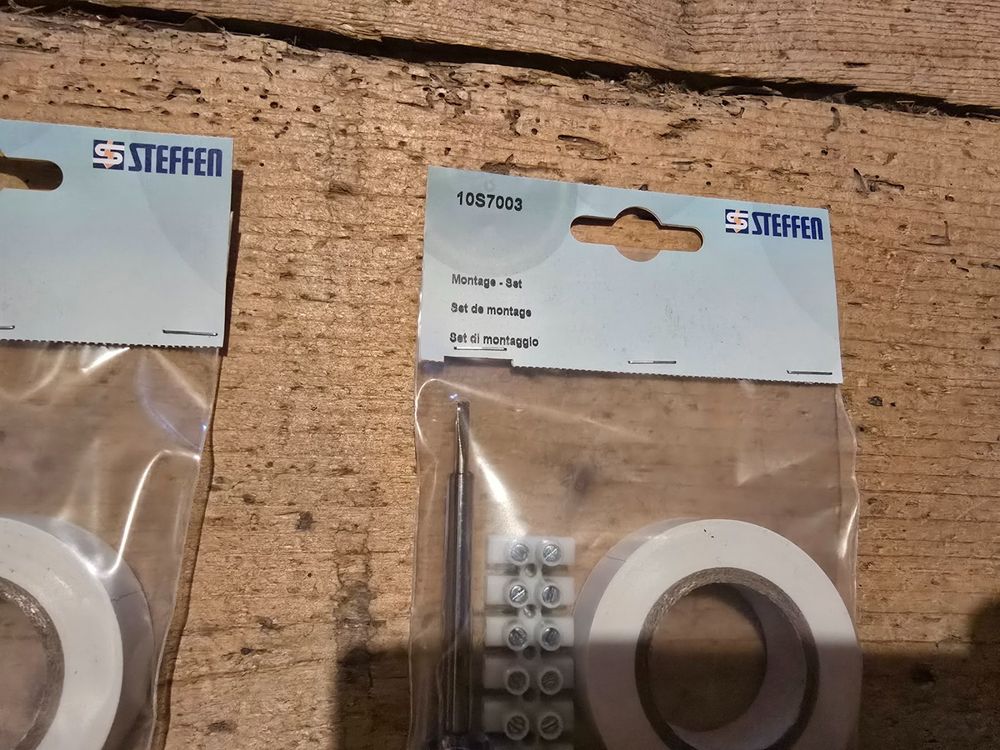 STEFFEN
10S7003
STEFFEN
Montage - Set
Set de montage
Set di montaggio